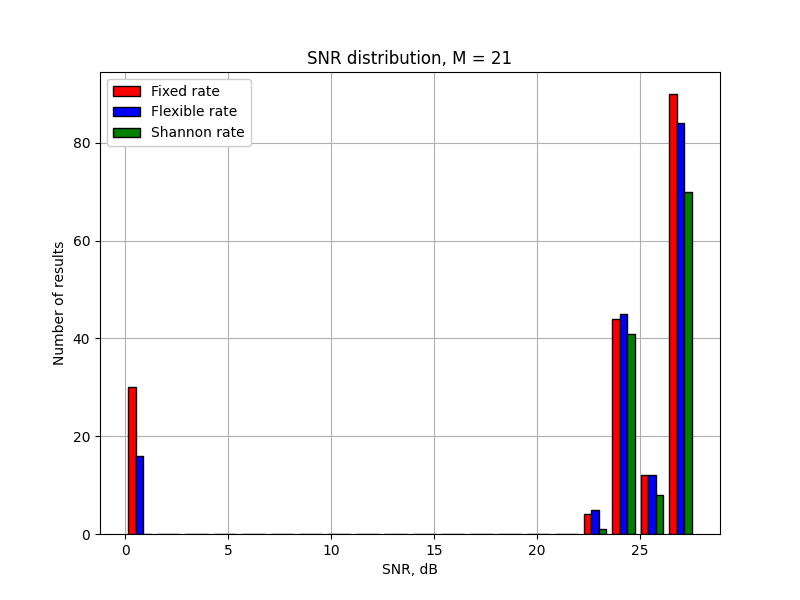 SNR distribution, M = 21
Fixed rate
Flexible rate
Shannon rate
Number of results
80
60
40
20
0
0 5 10 15 20 25
SNR, dB